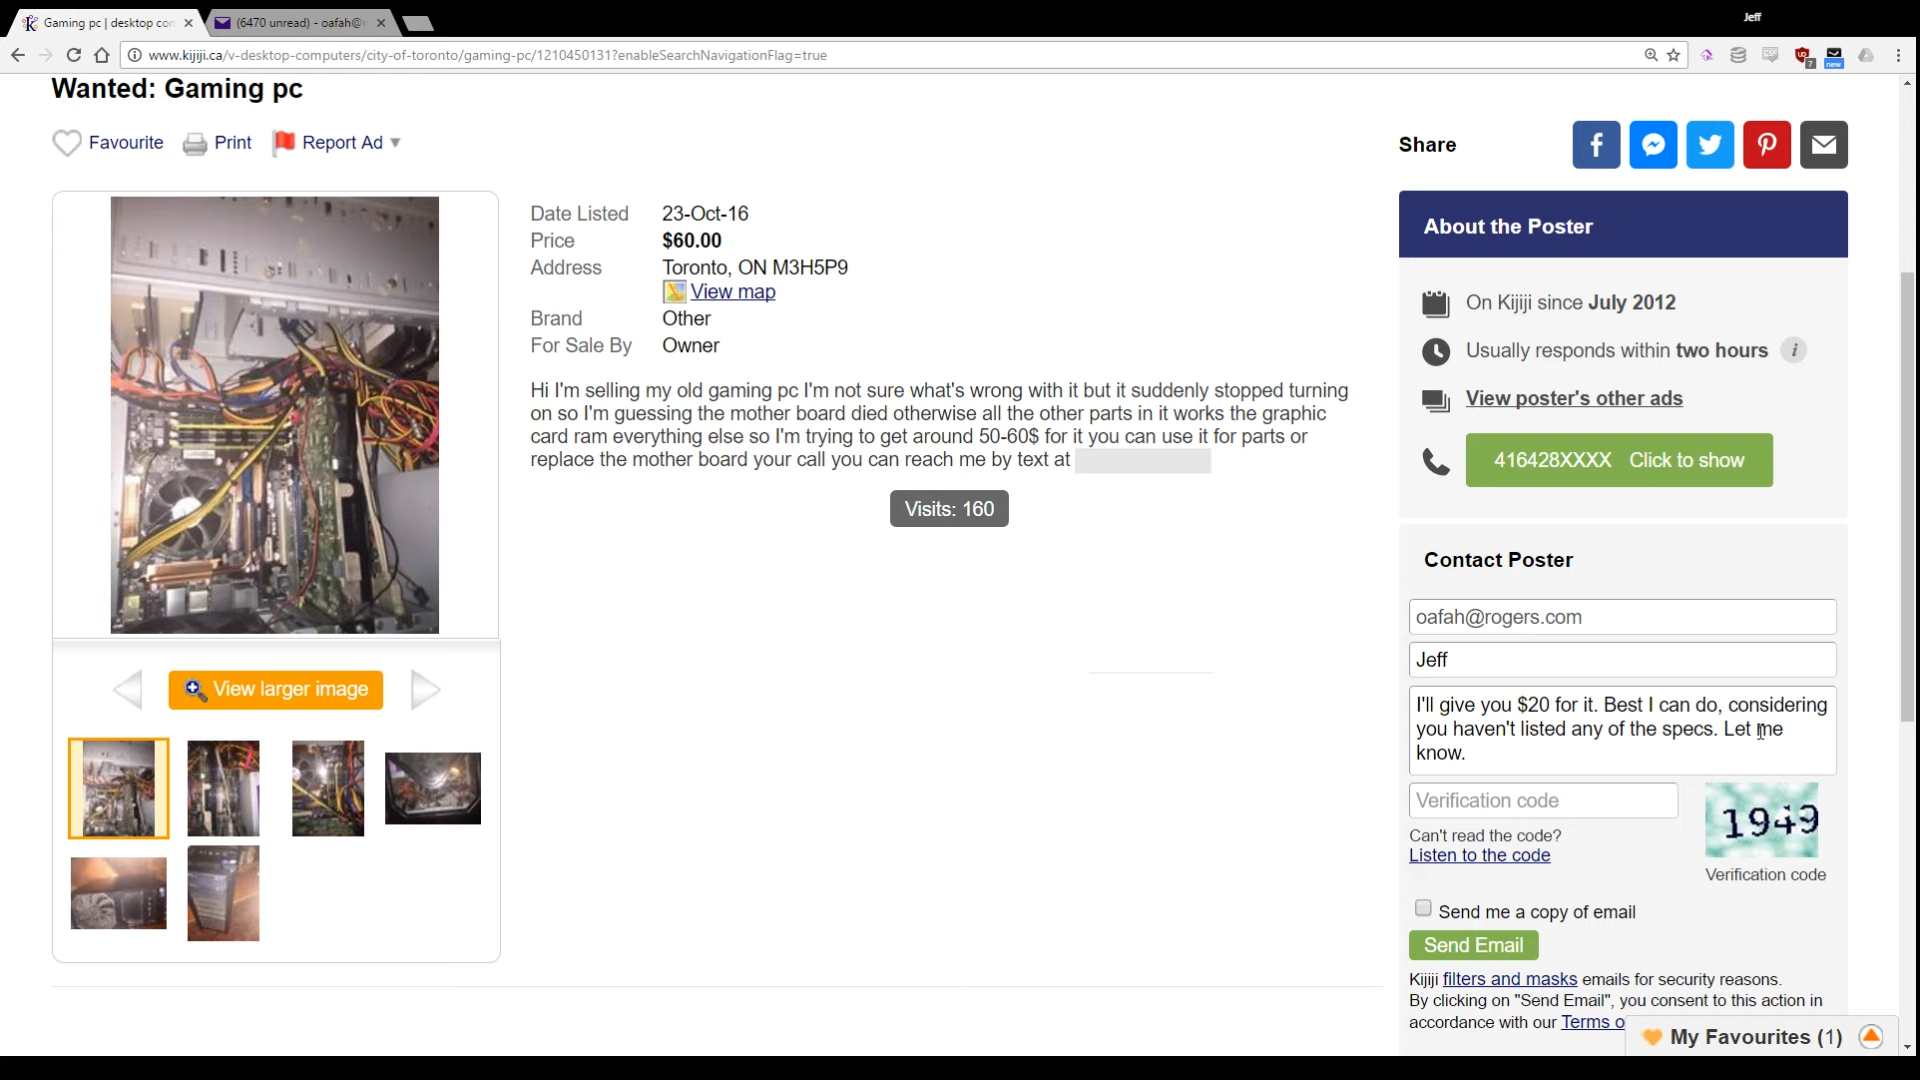 Jeff
Gaming pc | desktop con
(6470 unread) - oafah@r
www.kijiji.ca/v-desktop-computers/city-of-toronto/gaming-pc/1210450131?enableSearchNavigationFlag=true
7
new
Wanted: Gaming pc
Favourite
Print
Report Ad
Share
Date Listed 23-Oct-16
Price $60.00
Address Toronto, ON M3H5P9
View map
Brand Other
For Sale By Owner
Hi I'm selling my old gaming pc I'm not sure what's wrong with it but it suddenly stopped turning
on so I'm guessing the mother board died otherwise all the other parts in it works the graphic
card ram everything else so I'm trying to get around 50-60$ for it you can use it for parts or
replace the mother board your call you can reach me by text at
Visits: 160
View larger image
About the Poster
On Kijiji since July 2012
Usually responds within two hours i
View poster's other ads
416428XXXX Click to show
Contact Poster
oafah@rogers.com
Jeff
I'll give you $20 for it. Best I can do, considering
you haven't listed any of the specs. Let me
know.
Verification code
1949
Can't read the code?
Listen to the code
Verification code
Send me a copy of email
Send Email
Kijiji filters and masks emails for security reasons.
By clicking on "Send Email", you consent to this action in
accordance with our Terms o
My Favourites (1)